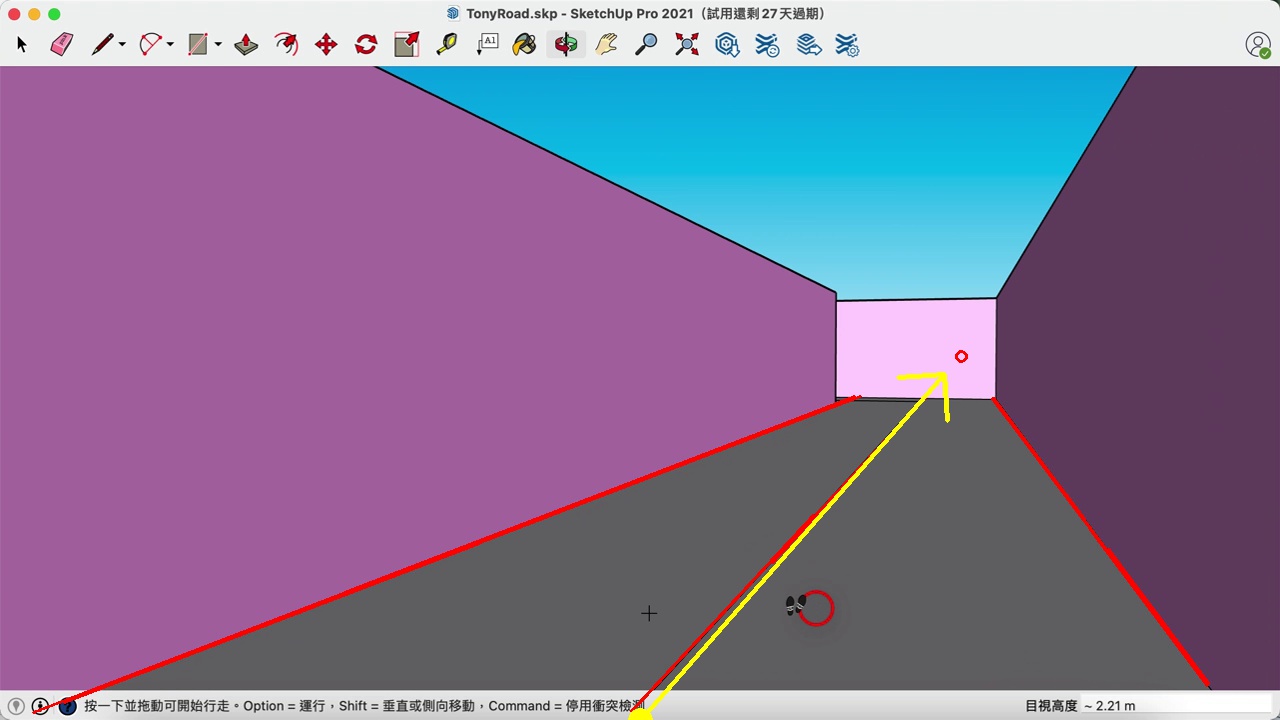 TonyRoad.skp - SketchUp Pro 2021（試用還剩 27 天過期）
A1
按一下並拖動可開始行走。Option = 運行，Shift = 垂直或側向移動，Command = 停用衝突檢測
目視高度 ~ 2.21 m